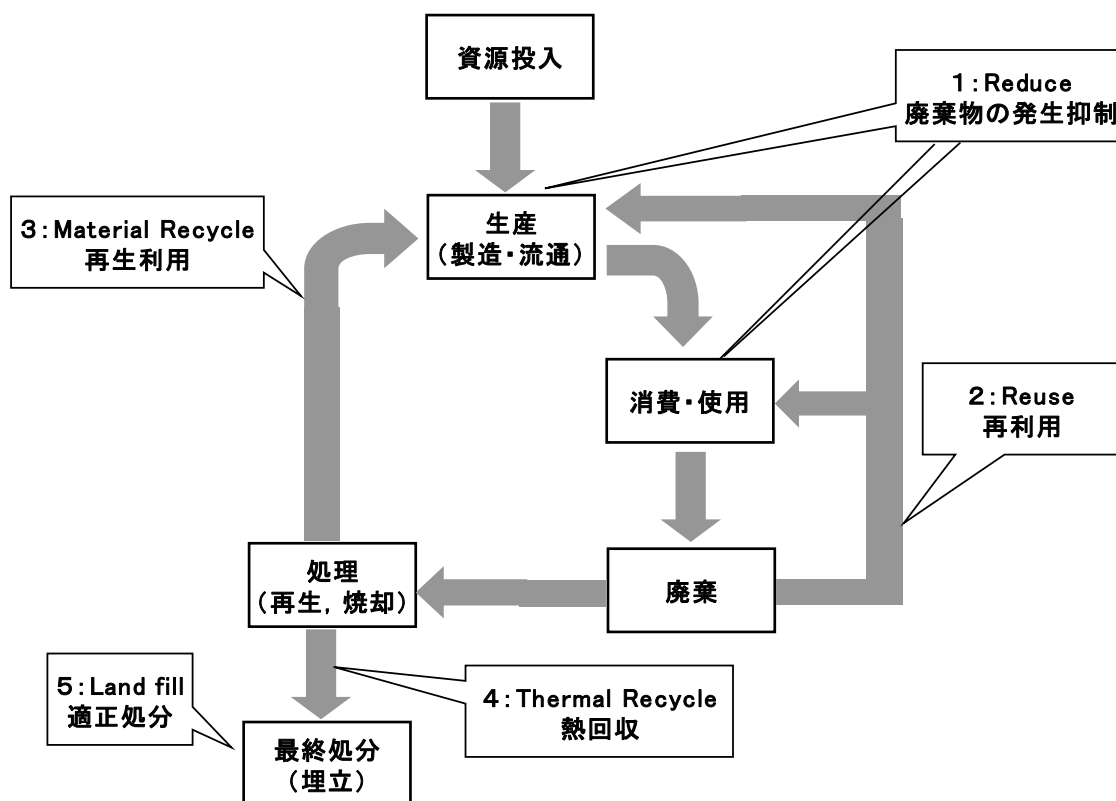 資源投入
1:Reduce
廃棄物の発生抑制
3:Material Recycle
再生利用
生産
(製造・流通)
消費・使用
2:Reuse
再利用
処理
(再生,焼却)
廃棄
5:Land fill
適正処分
4:Thermal Recycle
熱回収
最終処分
(埋立)